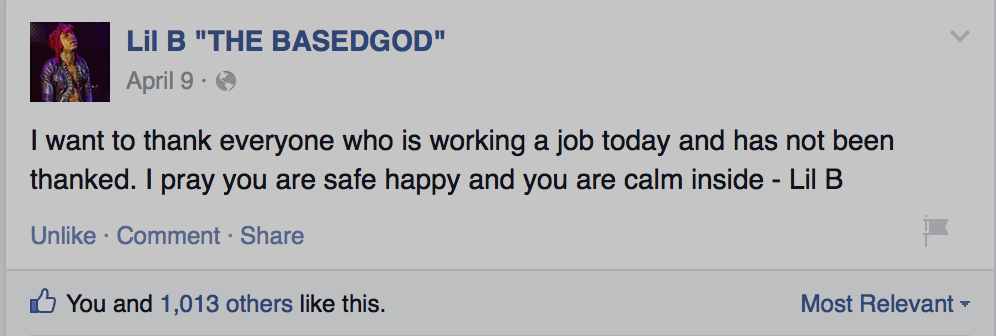 Lil B "THE BASEDGOD"
April 9 ·
I want to thank everyone who is working a job today and has not been
thanked. I pray you are safe happy and you are calm inside - Lil B
Unlike · Comment · Share
You and 1,013 others like this.
Most Relevant